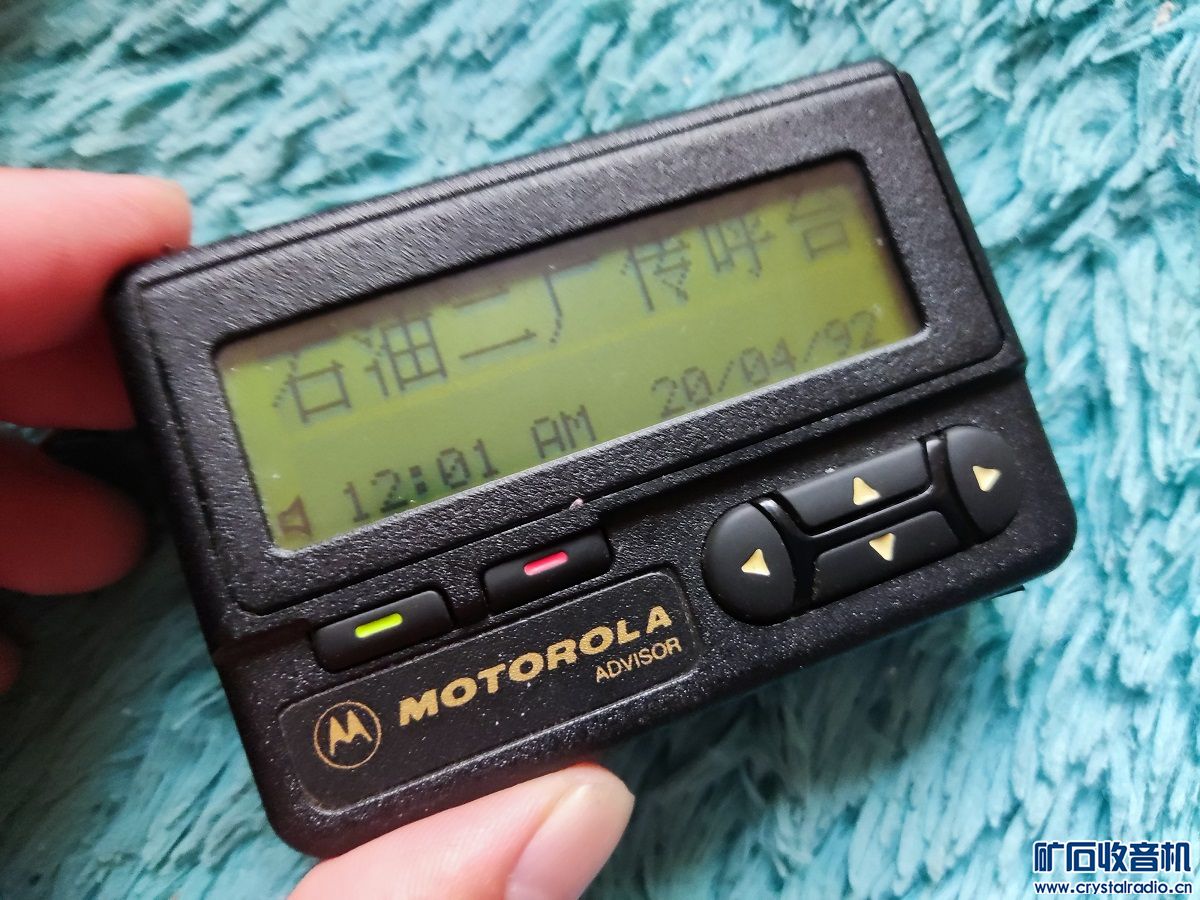 石油二厂传呼台
12:01 AM 20/04/92
MOTOROLA
ADVISOR
矿石收音机
www.crystalradio.cn